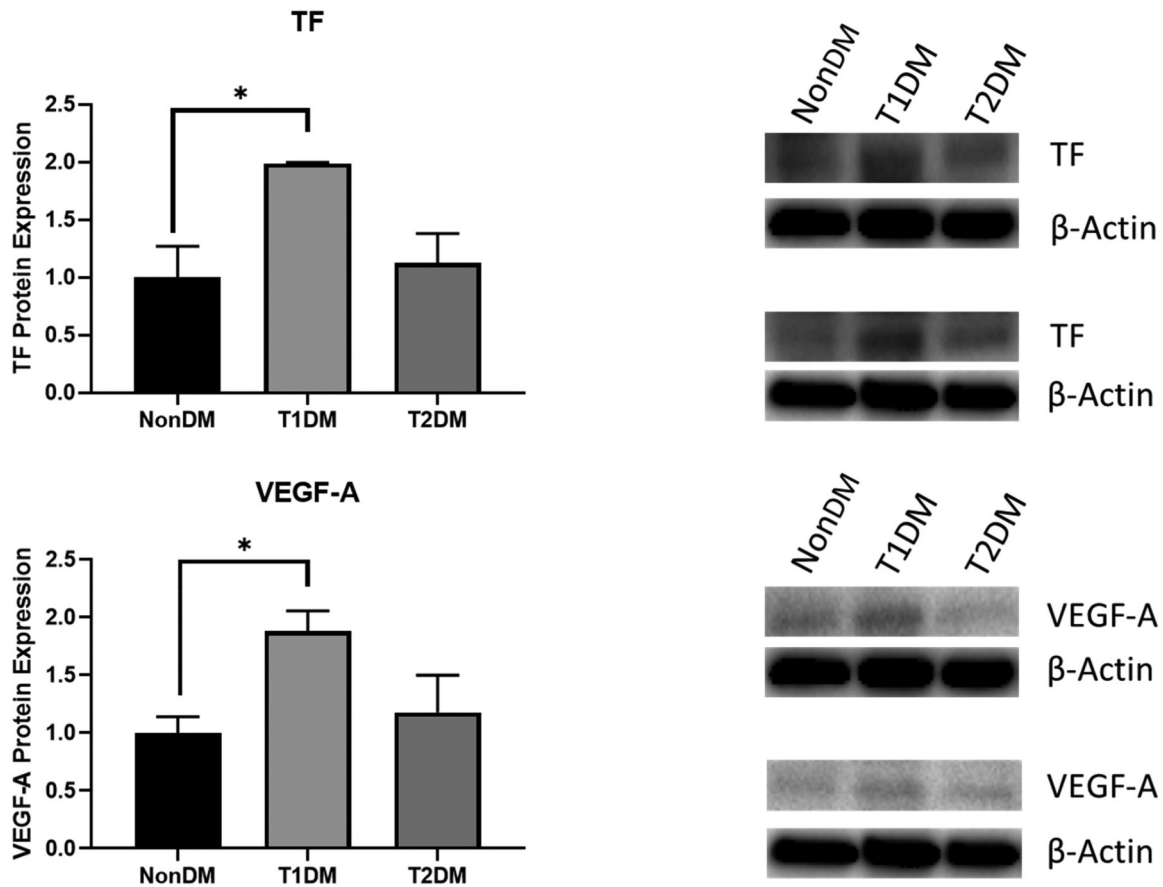 TF
TF Protein Expression
2.5
2.0
1.5
1.0
0.5
0.0
*
NonDM T1DM T2DM
NonDM T1DM T2DM
TF
β-Actin
TF
β-Actin
VEGF-A
VEGF-A Protein Expression
2.5
2.0
1.5
1.0
0.5
0.0
*
NonDM T1DM T2DM
NonDM T1DM T2DM
VEGF-A
β-Actin
VEGF-A
β-Actin